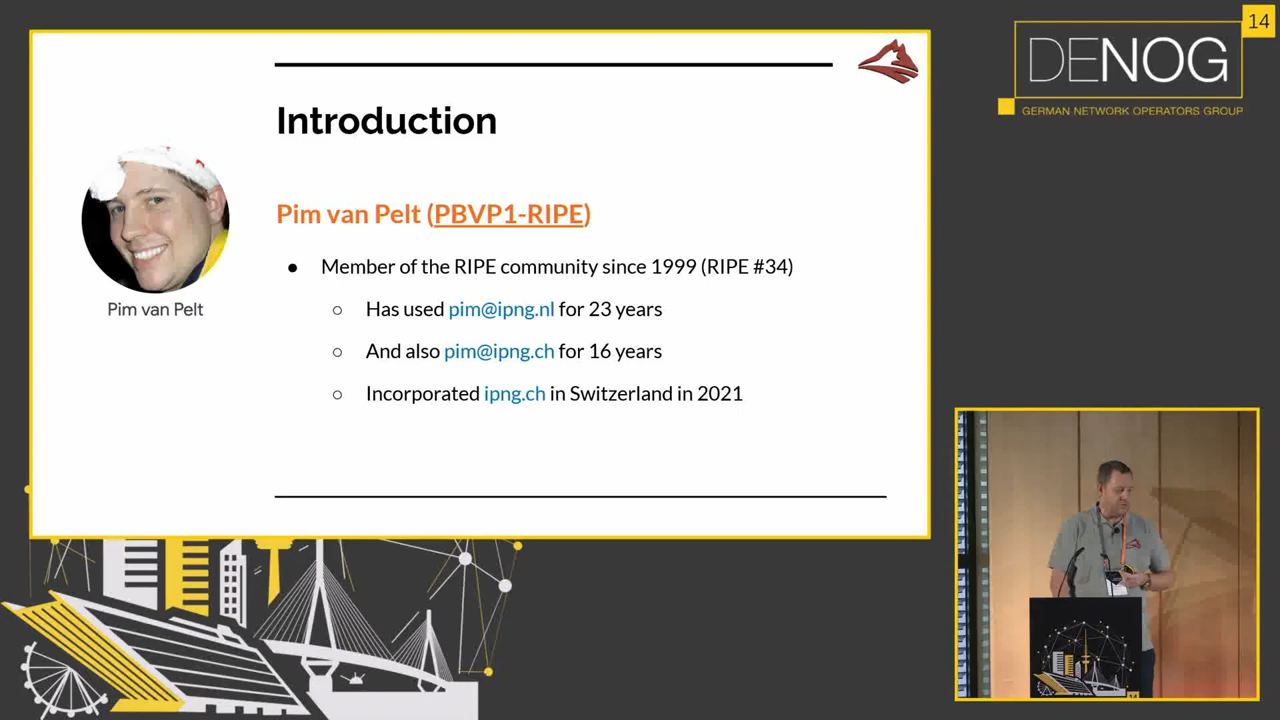 Introduction
Pim van Pelt (PBVP1-RIPE)
● Member of the RIPE community since 1999 (RIPE #34)
○ Has used pim@ipng.nl for 23 years
○ And also pim@ipng.ch for 16 years
○ Incorporated ipng.ch in Switzerland in 2021
Pim van Pelt
14
DENOG
GERMAN NETWORK OPERATORS GROUP
14